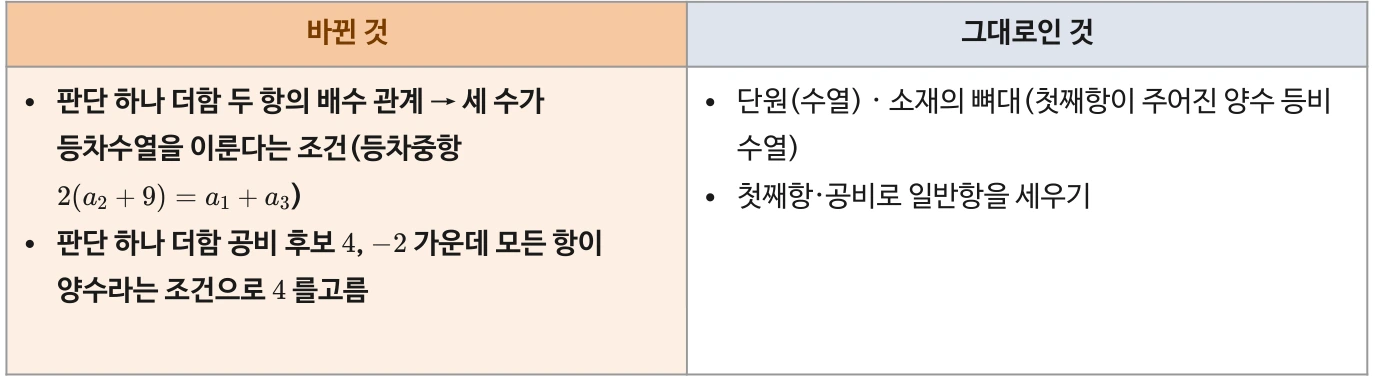 바뀐 것
그대로인 것
• 판단 하나 더함 두 항의 배수 관계 → 세 수가
등차수열을 이룬다는 조건(등차중항
2(a₂ + 9) = a₁ + a₃)
• 판단 하나 더함 공비 후보 4, −2 가운데 모든 항이
양수라는 조건으로 4 를고름
• 단원(수열) · 소재의 뼈대(첫째항이 주어진 양수 등비
수열)
• 첫째항·공비로 일반항을 세우기